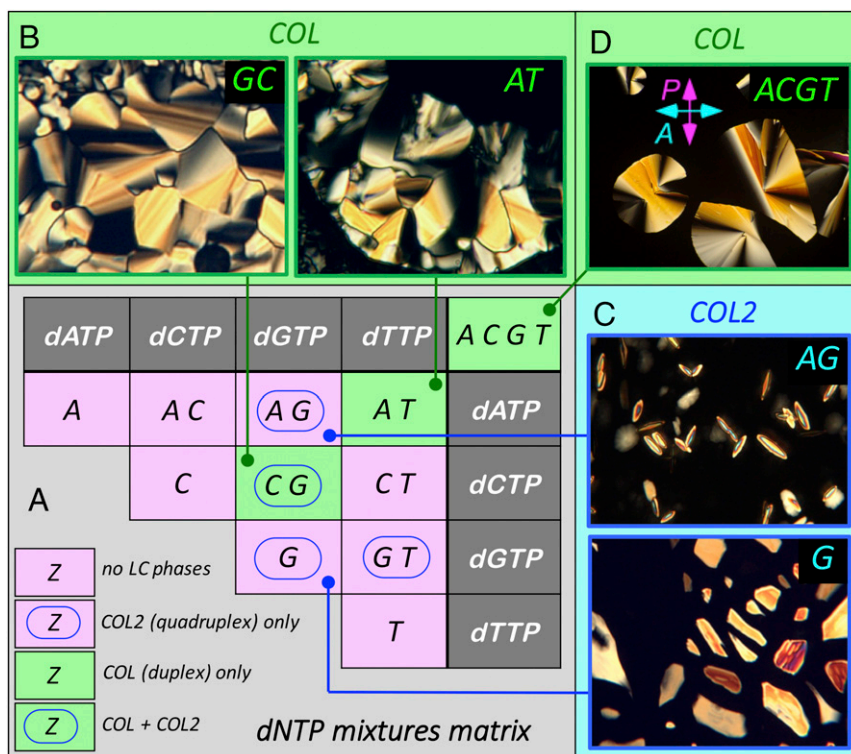 B
COL
GC
AT
D
COL
P
A
ACGT
dATP
dCTP
dGTP
dTTP
A C G T
A
A C
A G
A T
dATP
C
C G
C T
dCTP
G
G T
dGTP
T
dTTP
A
Z
no LC phases
Z
COL2 (quadruplex) only
Z
COL (duplex) only
Z
COL + COL2
dNTP mixtures matrix
C
COL2
AG
G